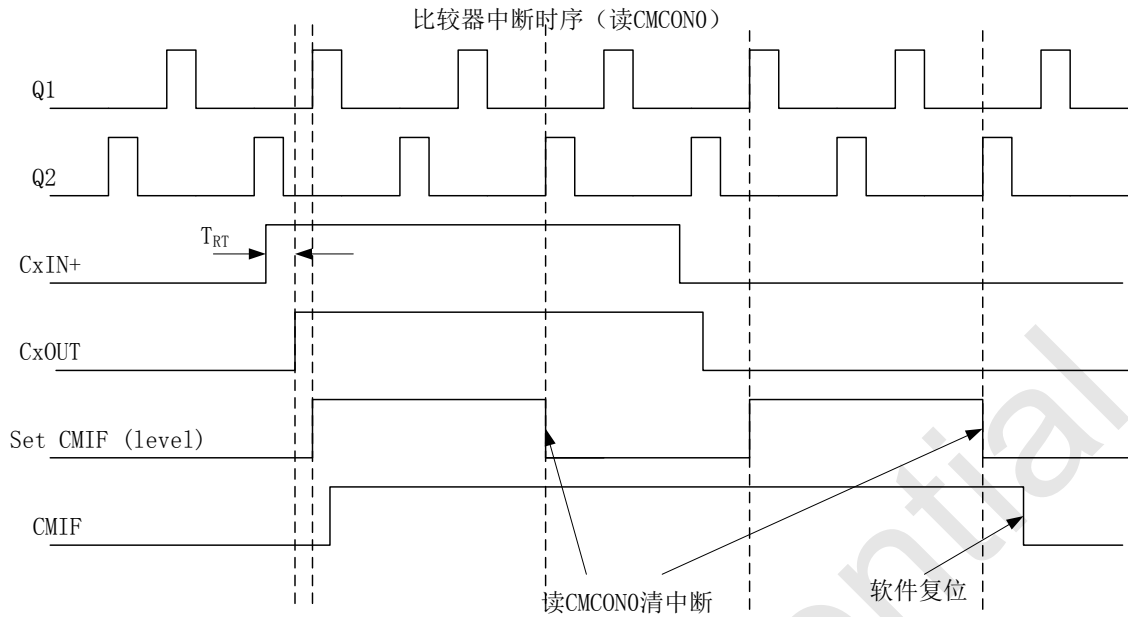 比较器中断时序（读CMCON0）
Q1
Q2
TRT
CxIN+
CxOUT
Set CMIF (level)
CMIF
读CMCON0清中断
软件复位
ential